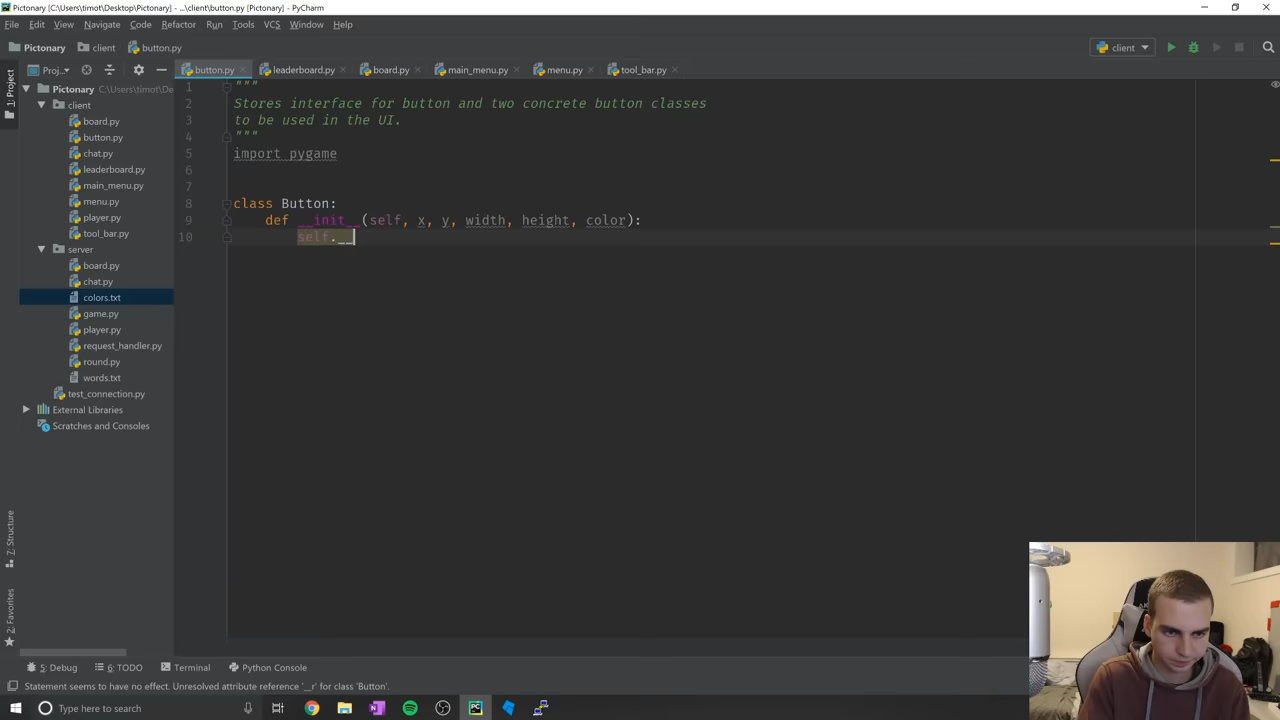 Pictonary [C:\Users\timot\Desktop\Pictonary] - ...\client\button.py [Pictonary] - PyCharm
File Edit View Navigate Code Refactor Run Tools VCS Window Help
Pictonary client button.py client
1: Project
Proj... button.py leaderboard.py board.py main_menu.py menu.py tool_bar.py
Pictonary C:\Users\timot\De
client
board.py
button.py
chat.py
leaderboard.py
main_menu.py
menu.py
player.py
tool_bar.py
server
board.py
chat.py
colors.txt
game.py
player.py
request_handler.py
round.py
words.txt
test_connection.py
External Libraries
Scratches and Consoles
1 """
2 Stores interface for button and two concrete button classes
3 to be used in the UI.
4 """
5 import pygame
6
7
8 class Button:
9 def __init__(self, x, y, width, height, color):
10 self.__
7: Structure
2: Favorites
5: Debug 6: TODO Terminal Python Console
Statement seems to have no effect. Unresolved attribute reference '__r' for class 'Button'.
Type here to search